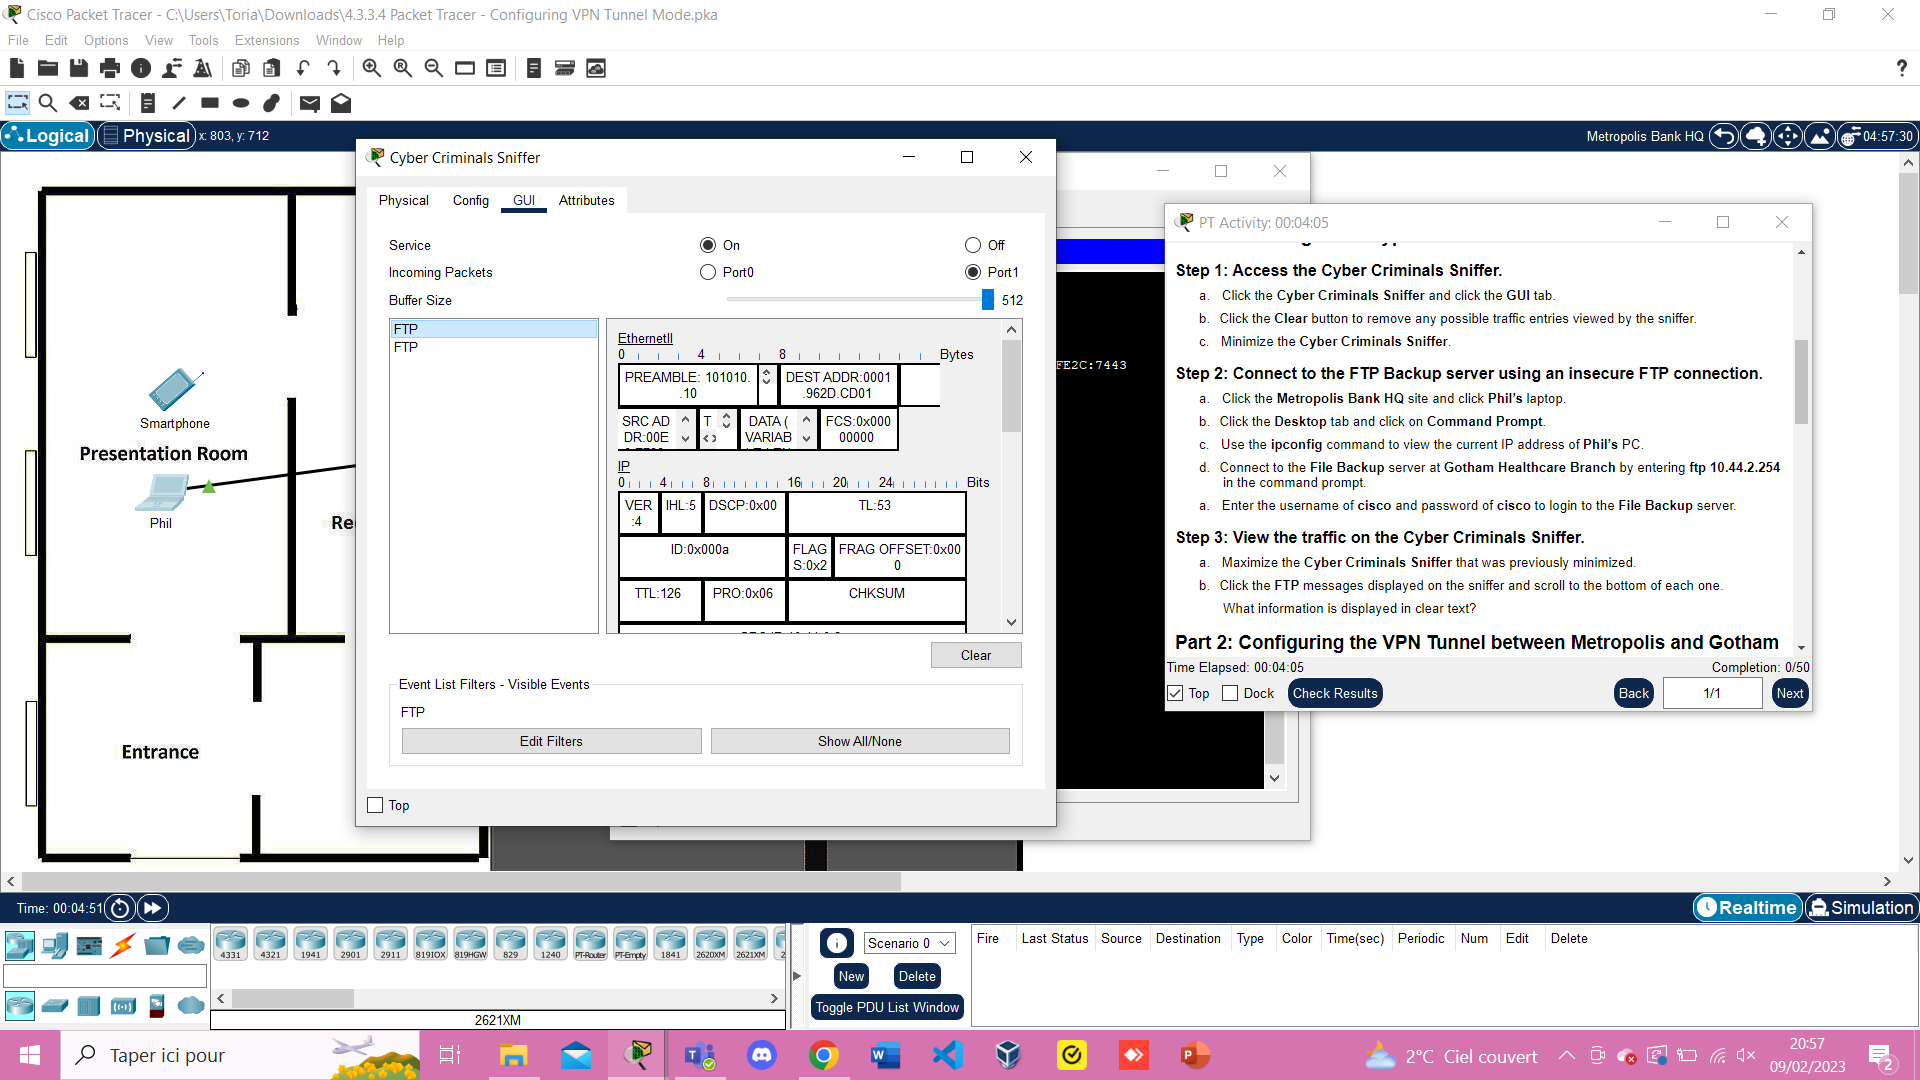 Cisco Packet Tracer - C:\Users\Toria\Downloads\4.3.3.4 Packet Tracer - Configuring VPN Tunnel Mode.pka
File Edit Options View Tools Extensions Window Help
?
Logical Physical x: 803, y: 712
Metropolis Bank HQ 04:57:30
Smartphone
Presentation Room
Phil
Entrance
Cyber Criminals Sniffer
Physical Config GUI Attributes
Service On Off
Incoming Packets Port0 Port1
Buffer Size 512
FTP
FTP
EthernetII
0 4 8 Bytes
PREAMBLE: 101010.
.10
DEST ADDR:0001
.962D.CD01
SRC AD
DR:00E
T
DATA (
VARIAB
FCS:0x000
00000
IP
0 4 8 16 20 24 Bits
VER
:4
IHL:5
DSCP:0x00
TL:53
ID:0x000a
FLAG
S:0x2
FRAG OFFSET:0x00
0
TTL:126
PRO:0x06
CHKSUM
Clear
Event List Filters - Visible Events
FTP
Edit Filters Show All/None
Top
FE2C:7443
PT Activity: 00:04:05
Step 1: Access the Cyber Criminals Sniffer.
a. Click the Cyber Criminals Sniffer and click the GUI tab.
b. Click the Clear button to remove any possible traffic entries viewed by the sniffer.
c. Minimize the Cyber Criminals Sniffer.
Step 2: Connect to the FTP Backup server using an insecure FTP connection.
a. Click the Metropolis Bank HQ site and click Phil's laptop.
b. Click the Desktop tab and click on Command Prompt.
c. Use the ipconfig command to view the current IP address of Phil's PC.
d. Connect to the File Backup server at Gotham Healthcare Branch by entering ftp 10.44.2.254
in the command prompt.
a. Enter the username of cisco and password of cisco to login to the File Backup server.
Step 3: View the traffic on the Cyber Criminals Sniffer.
a. Maximize the Cyber Criminals Sniffer that was previously minimized.
b. Click the FTP messages displayed on the sniffer and scroll to the bottom of each one.
What information is displayed in clear text?
Part 2: Configuring the VPN Tunnel between Metropolis and Gotham
Time Elapsed: 00:04:05 Completion: 0/50
Top Dock Check Results Back 1/1 Next
Time: 00:04:51
Realtime Simulation
4331 4321 1941 2901 2911 819IOX 819HGW 829 1240 PT-Router PT-Empty 1841 2620XM 2621XM
2621XM
Scenario 0
New Delete
Toggle PDU List Window
Fire Last Status Source Destination Type Color Time(sec) Periodic Num Edit Delete
Taper ici pour
2°C Ciel couvert
20:57
09/02/2023
2